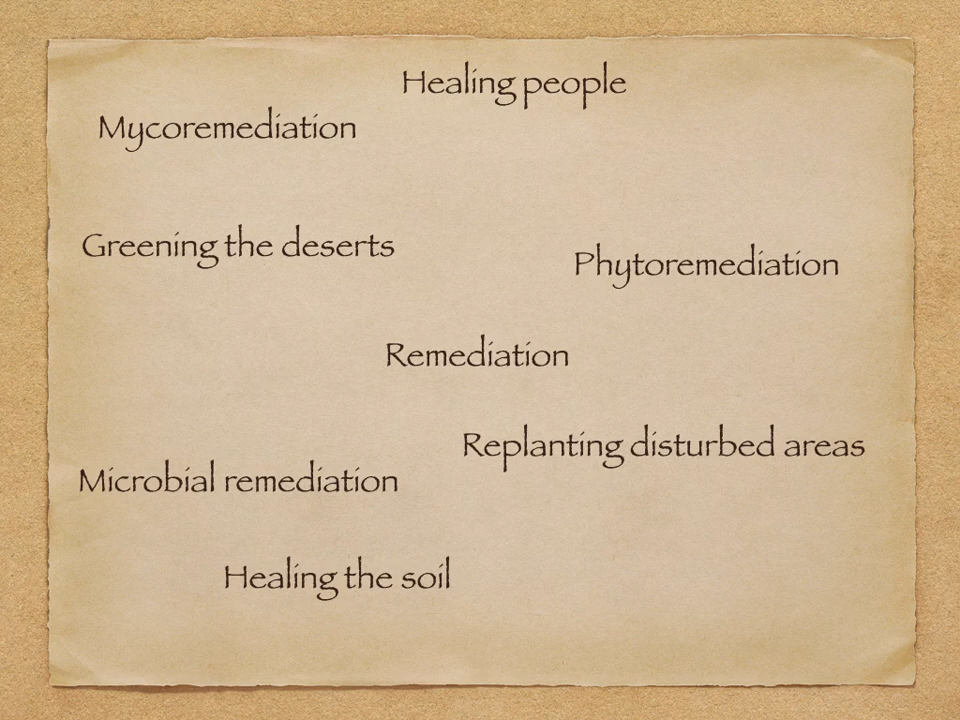 Healing people
Mycoremediation
Greening the deserts
Phytoremediation
Remediation
Replanting disturbed areas
Microbial remediation
Healing the soil